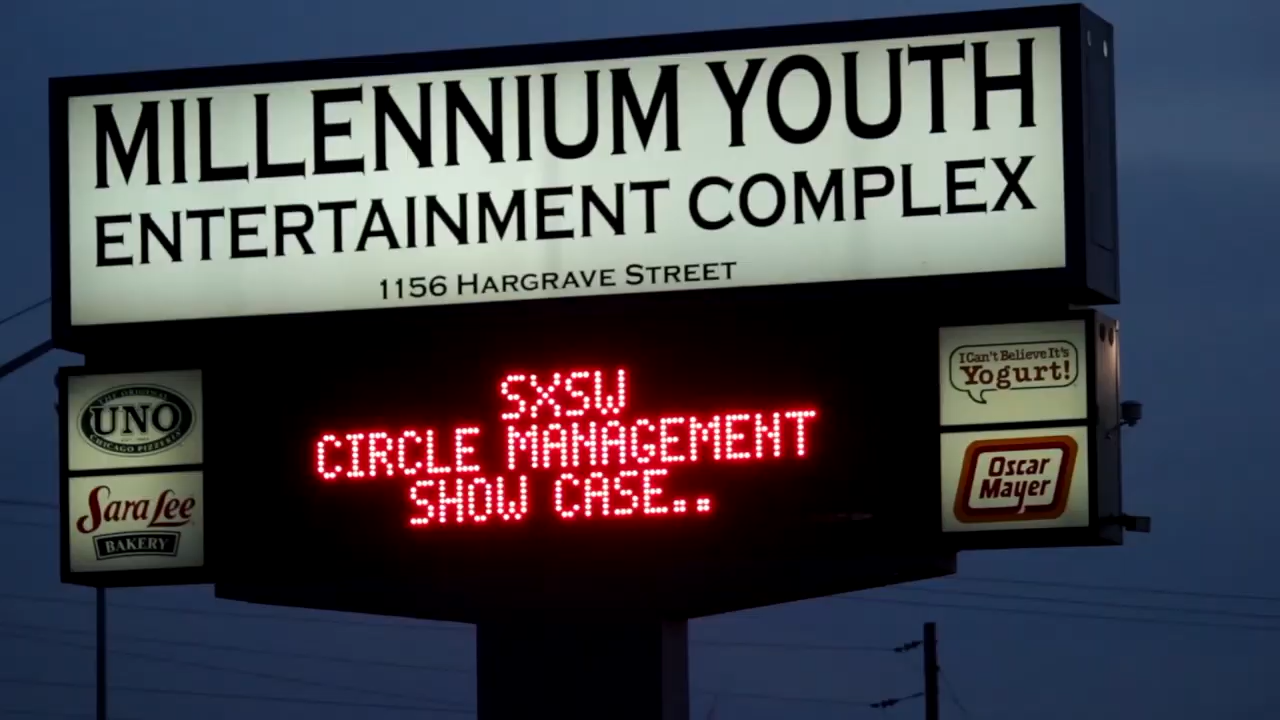 MILLENNIUM YOUTH
ENTERTAINMENT COMPLEX
1156 HARGRAVE STREET
SXSW
CIRCLE MANAGEMENT
SHOW CASE..
THE ORIGINAL
UNO
CHICAGO PIZZERIA
Sara Lee
BAKERY
I Can't Believe It's
Yogurt!
Oscar
Mayer